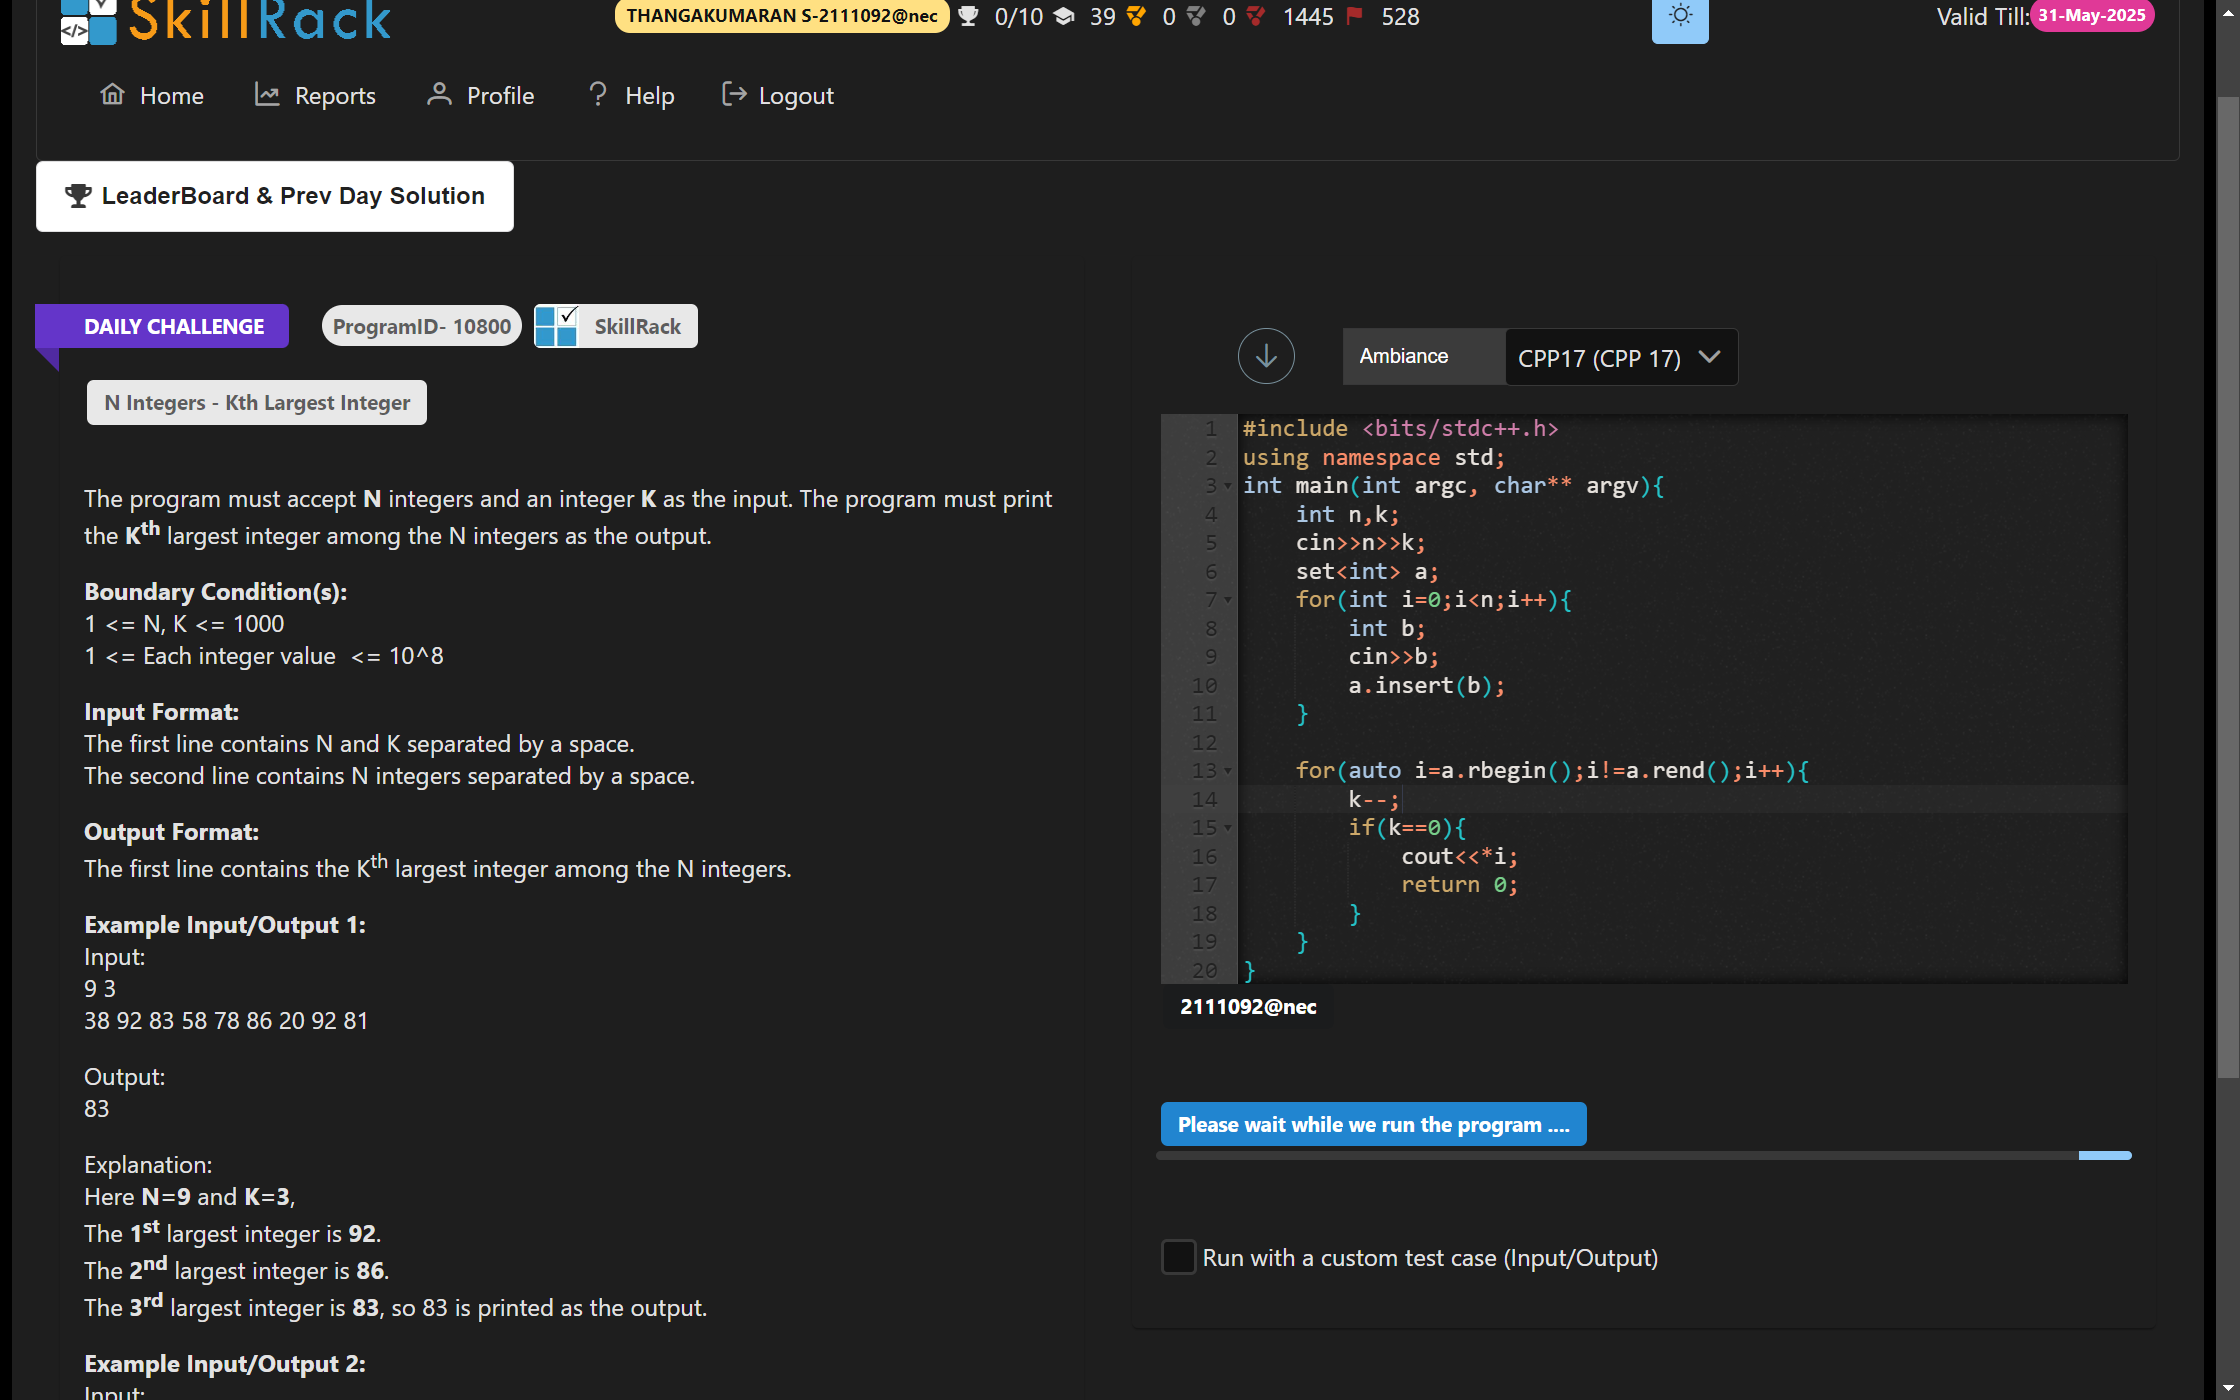 SkillRack
THANGAKUMARAN S-2111092@nec 0/10 39 0 0 1445 528
Valid Till: 31-May-2025
Home Reports Profile Help Logout
LeaderBoard & Prev Day Solution
DAILY CHALLENGE ProgramID- 10800 SkillRack
N Integers - Kth Largest Integer
The program must accept N integers and an integer K as the input. The program must print
the Kth largest integer among the N integers as the output.
Boundary Condition(s):
1 <= N, K <= 1000
1 <= Each integer value <= 10^8
Input Format:
The first line contains N and K separated by a space.
The second line contains N integers separated by a space.
Output Format:
The first line contains the Kth largest integer among the N integers.
Example Input/Output 1:
Input:
9 3
38 92 83 58 78 86 20 92 81
Output:
83
Explanation:
Here N=9 and K=3,
The 1st largest integer is 92.
The 2nd largest integer is 86.
The 3rd largest integer is 83, so 83 is printed as the output.
Example Input/Output 2:
Input:
Ambiance CPP17 (CPP 17)
1 #include <bits/stdc++.h>
2 using namespace std;
3 int main(int argc, char** argv){
4     int n,k;
5     cin>>n>>k;
6     set<int> a;
7     for(int i=0;i<n;i++){
8         int b;
9         cin>>b;
10         a.insert(b);
11     }
12
13     for(auto i=a.rbegin();i!=a.rend();i++){
14         k--;
15         if(k==0){
16             cout<<*i;
17             return 0;
18         }
19     }
20 }
2111092@nec
Please wait while we run the program ....
Run with a custom test case (Input/Output)